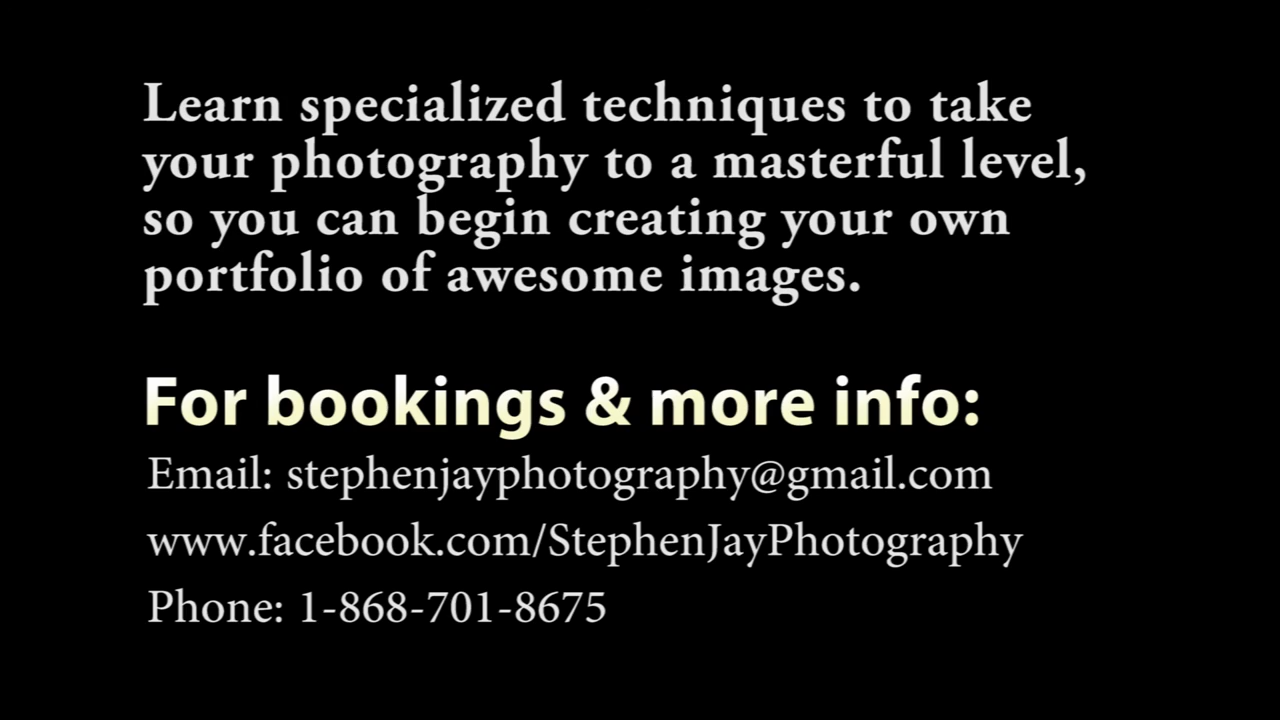 Learn specialized techniques to take
your photography to a masterful level,
so you can begin creating your own
portfolio of awesome images.
For bookings & more info:
Email: stephenjayphotography@gmail.com
www.facebook.com/StephenJayPhotography
Phone: 1-868-701-8675